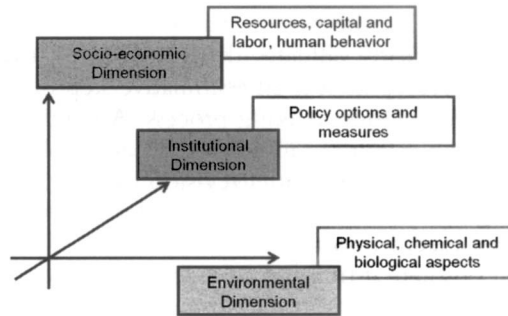 Resources, capital and
labor, human behavior
Socio-economic
Dimension
Policy options and
measures
Institutional
Dimension
Physical, chemical and
biological aspects
Environmental
Dimension